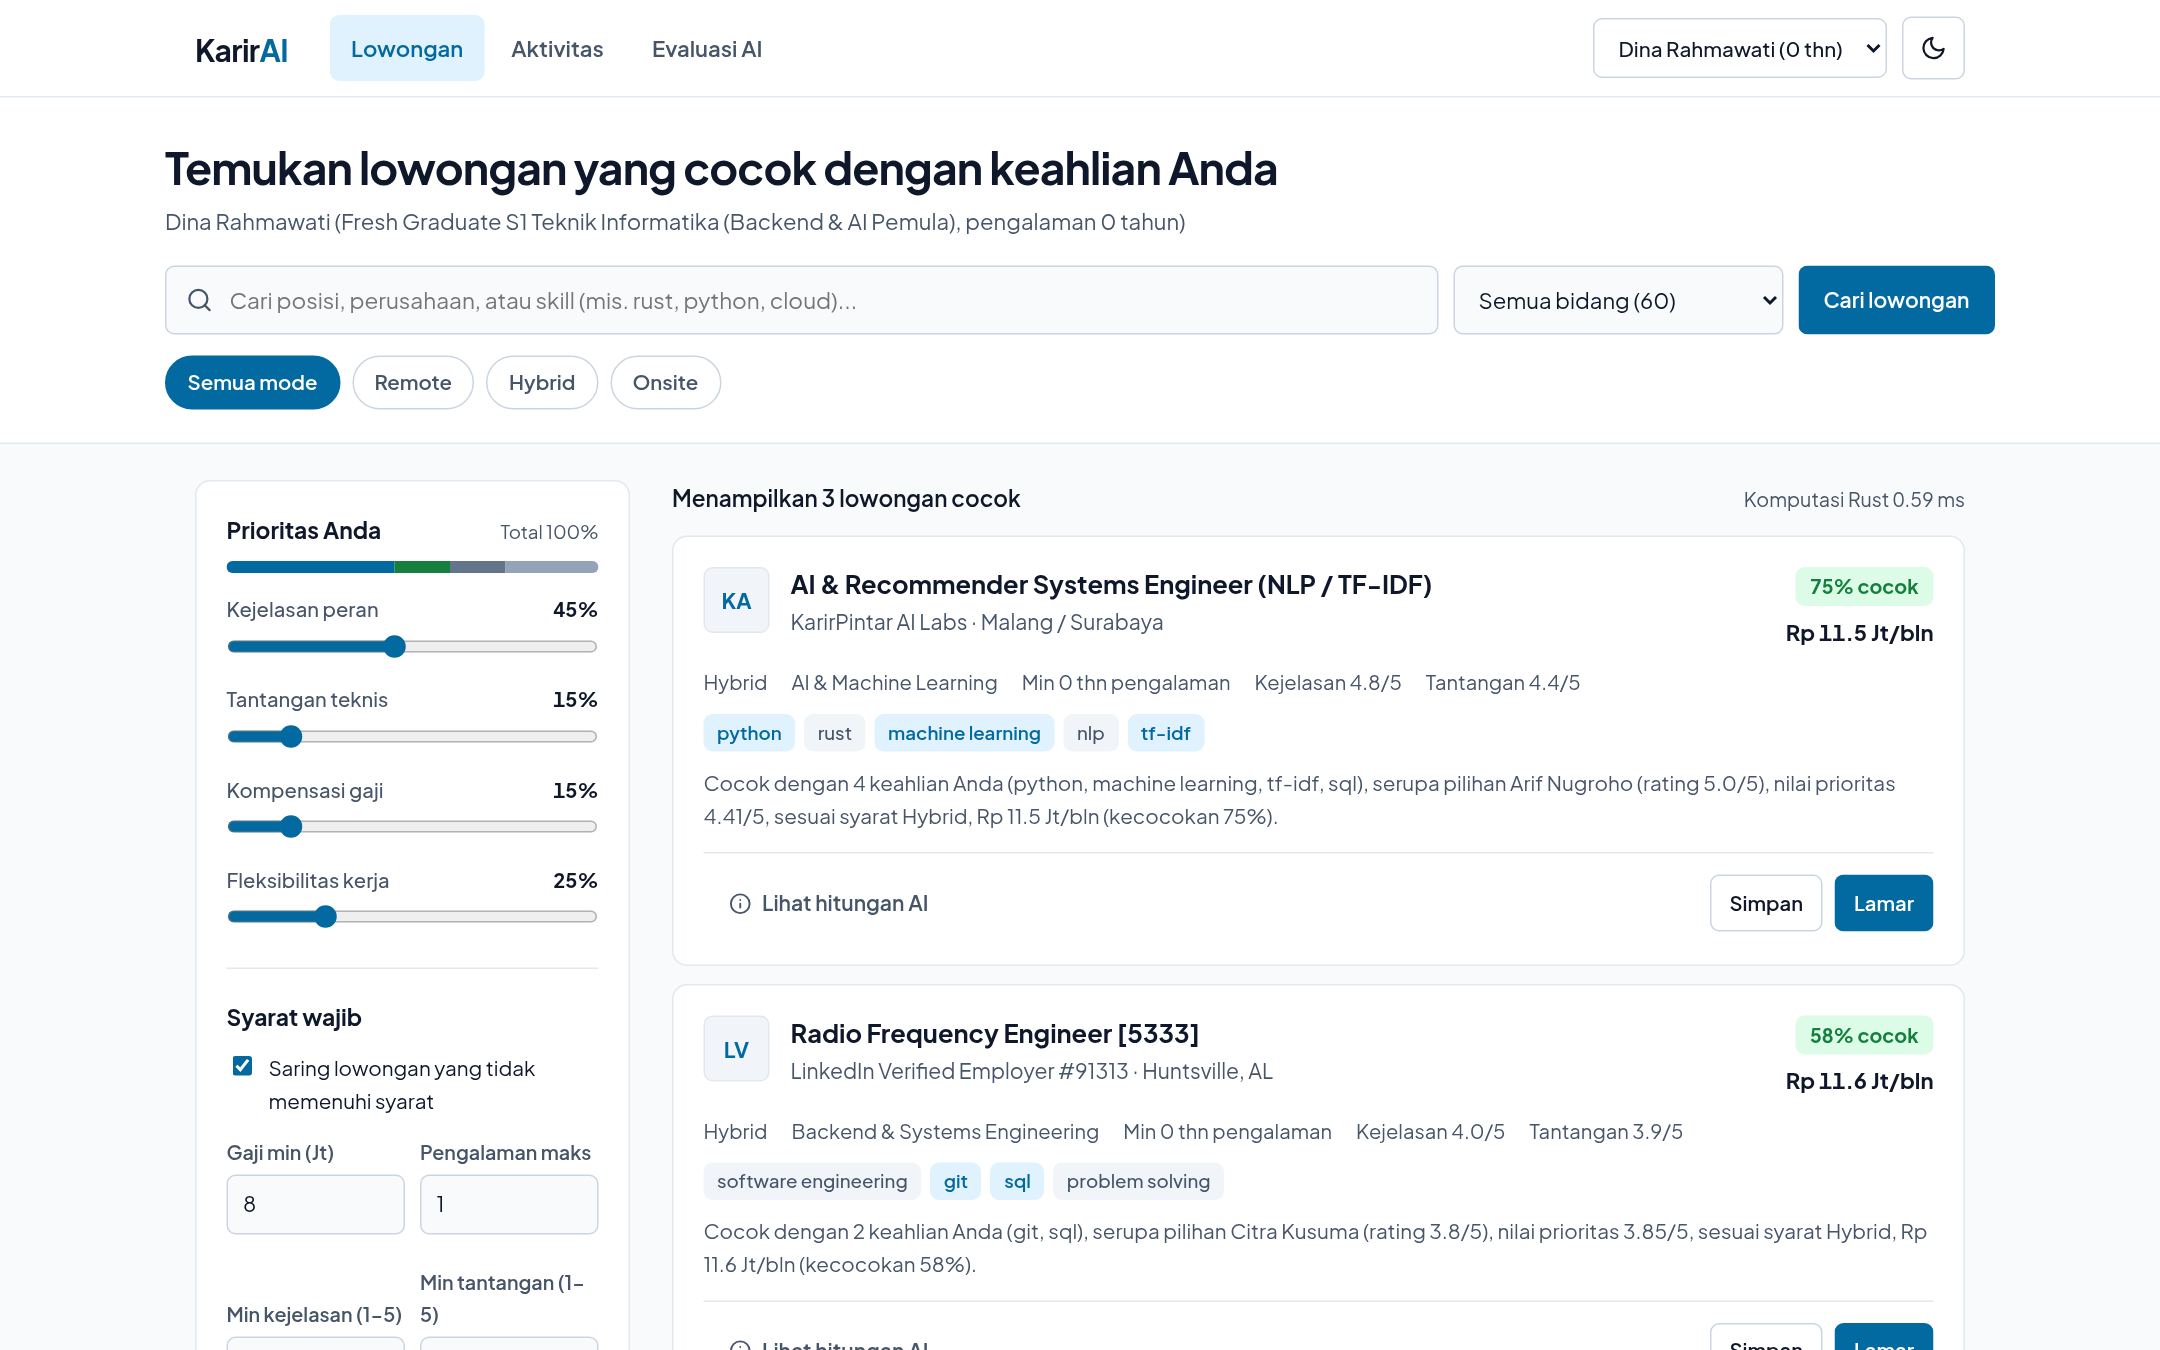 KarirAI
Lowongan
Aktivitas
Evaluasi AI
Dina Rahmawati (0 thn)
Temukan lowongan yang cocok dengan keahlian Anda
Dina Rahmawati (Fresh Graduate S1 Teknik Informatika (Backend & AI Pemula), pengalaman 0 tahun)
Cari posisi, perusahaan, atau skill (mis. rust, python, cloud)...
Semua bidang (60)
Cari lowongan
Semua mode
Remote
Hybrid
Onsite
Prioritas Anda
Total 100%
Kejelasan peran
45%
Tantangan teknis
15%
Kompensasi gaji
15%
Fleksibilitas kerja
25%
Syarat wajib
Saring lowongan yang tidak
memenuhi syarat
Gaji min (Jt)
Pengalaman maks
8
1
Min kejelasan (1–5)
Min tantangan (1–
5)
Menampilkan 3 lowongan cocok
Komputasi Rust 0.59 ms
KA
AI & Recommender Systems Engineer (NLP / TF-IDF)
KarirPintar AI Labs · Malang / Surabaya
75% cocok
Rp 11.5 Jt/bln
Hybrid
AI & Machine Learning
Min 0 thn pengalaman
Kejelasan 4.8/5
Tantangan 4.4/5
python
rust
machine learning
nlp
tf-idf
Cocok dengan 4 keahlian Anda (python, machine learning, tf-idf, sql), serupa pilihan Arif Nugroho (rating 5.0/5), nilai prioritas
4.41/5, sesuai syarat Hybrid, Rp 11.5 Jt/bln (kecocokan 75%).
Lihat hitungan AI
Simpan
Lamar
LV
Radio Frequency Engineer [5333]
LinkedIn Verified Employer #91313 · Huntsville, AL
58% cocok
Rp 11.6 Jt/bln
Hybrid
Backend & Systems Engineering
Min 0 thn pengalaman
Kejelasan 4.0/5
Tantangan 3.9/5
software engineering
git
sql
problem solving
Cocok dengan 2 keahlian Anda (git, sql), serupa pilihan Citra Kusuma (rating 3.8/5), nilai prioritas 3.85/5, sesuai syarat Hybrid, Rp
11.6 Jt/bln (kecocokan 58%).
Lihat hitungan AI
Simpan
Lamar